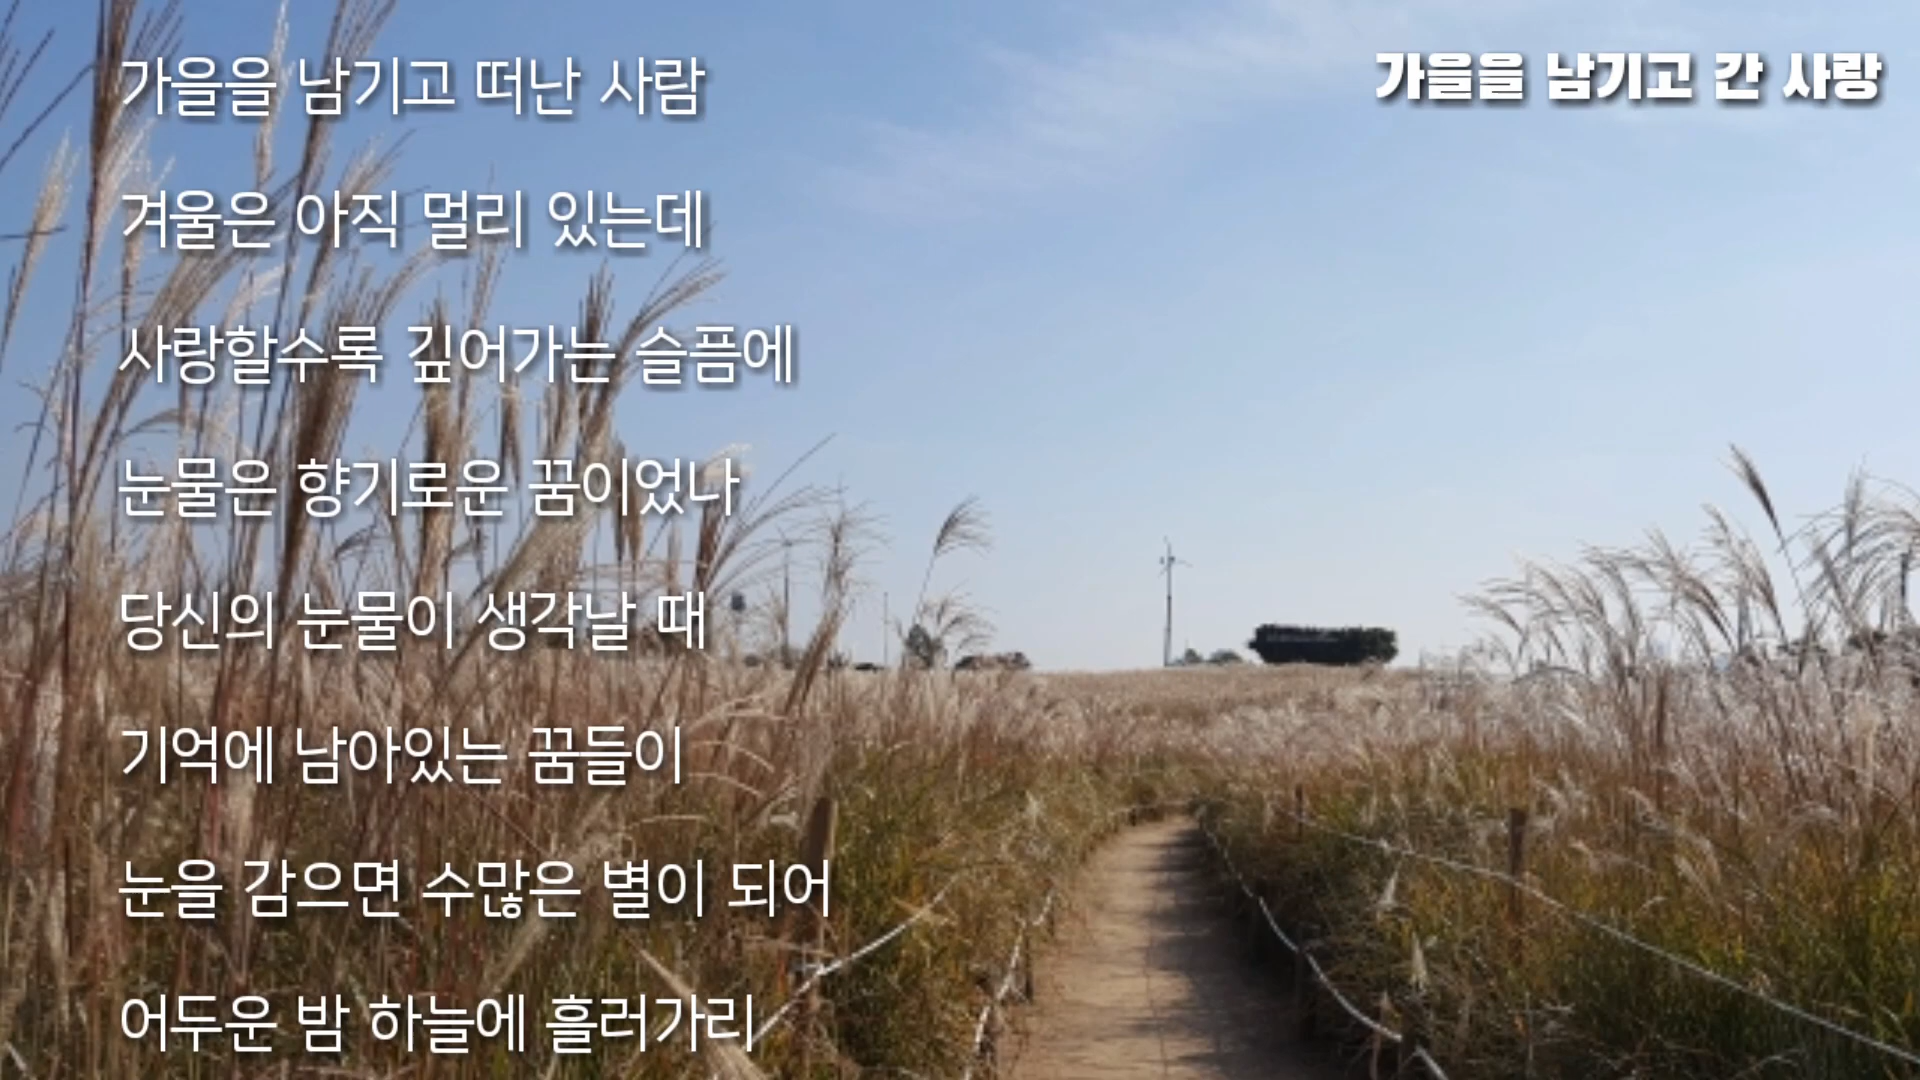 가을을 남기고 간 사랑
가을을 남기고 떠난 사람
겨울은 아직 멀리 있는데
사랑할수록 깊어가는 슬픔에
눈물은 향기로운 꿈이었나
당신의 눈물이 생각날 때
기억에 남아있는 꿈들이
눈을 감으면 수많은 별이 되어
어두운 밤 하늘에 흘러가리